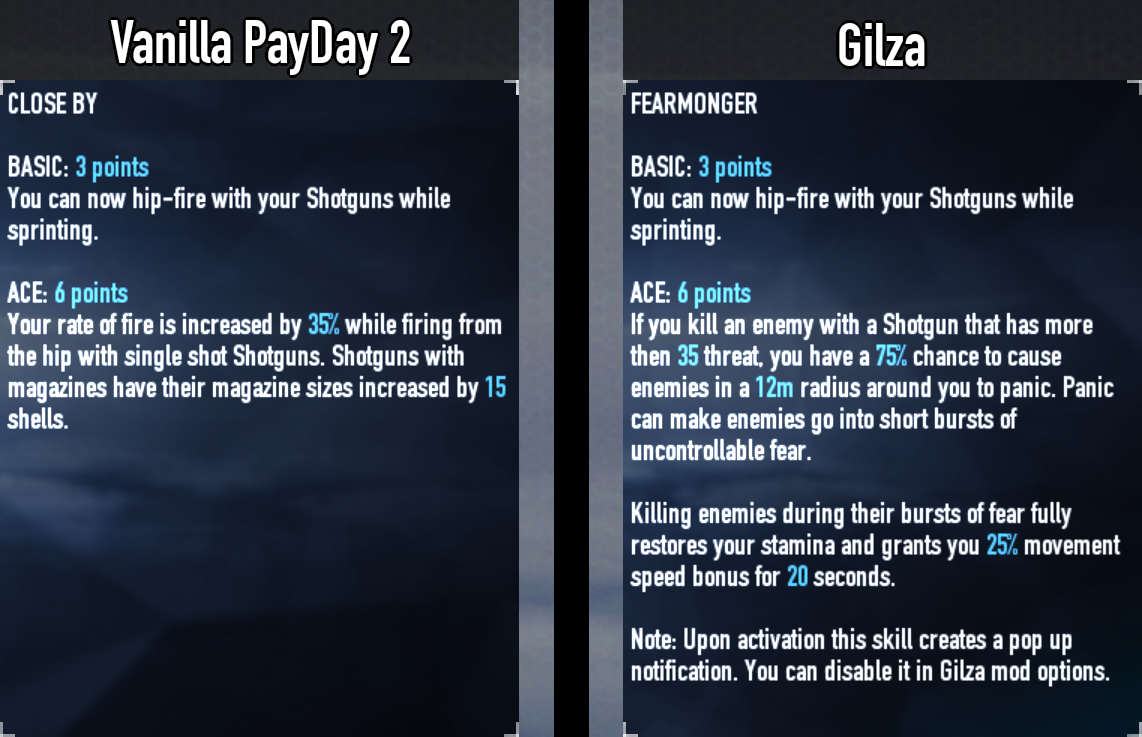 Vanilla PayDay 2
CLOSE BY
BASIC: 3 points
You can now hip-fire with your Shotguns while
sprinting.
ACE: 6 points
Your rate of fire is increased by 35% while firing from
the hip with single shot Shotguns. Shotguns with
magazines have their magazine sizes increased by 15
shells.
Gilza
FEARMONGER
BASIC: 3 points
You can now hip-fire with your Shotguns while
sprinting.
ACE: 6 points
If you kill an enemy with a Shotgun that has more
then 35 threat, you have a 75% chance to cause
enemies in a 12m radius around you to panic. Panic
can make enemies go into short bursts of
uncontrollable fear.
Killing enemies during their bursts of fear fully
restores your stamina and grants you 25% movement
speed bonus for 20 seconds.
Note: Upon activation this skill creates a pop up
notification. You can disable it in Gilza mod options.